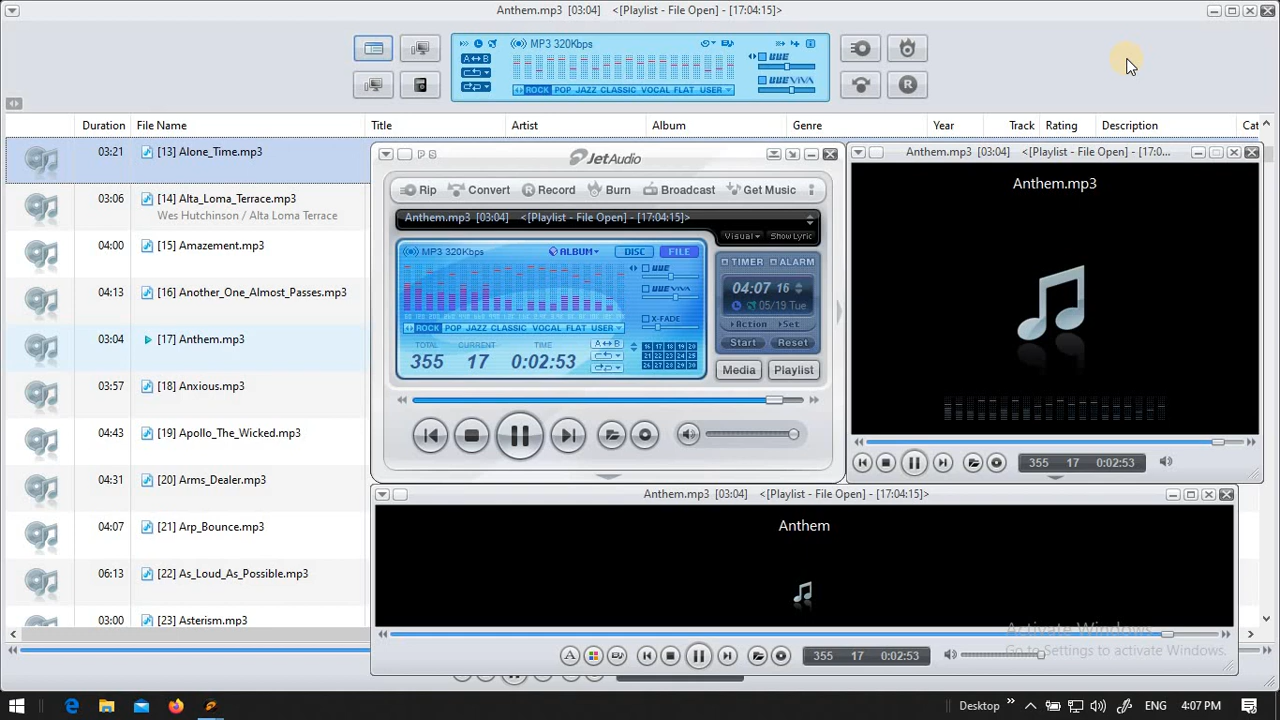 Anthem.mp3 [03:04] <[Playlist - File Open] - [17:04:15]>
MP3 320Kbps
A↔B
UUE
UUE VIVA
ROCK POP JAZZ CLASSIC VOCAL FLAT USER
R
Duration File Name Title Artist Album Genre Year Track Rating Description Cat
03:21 [13] Alone_Time.mp3
03:06 [14] Alta_Loma_Terrace.mp3
Wes Hutchinson / Alta Loma Terrace
04:00 [15] Amazement.mp3
04:13 [16] Another_One_Almost_Passes.mp3
03:04 [17] Anthem.mp3
03:57 [18] Anxious.mp3
04:43 [19] Apollo_The_Wicked.mp3
04:31 [20] Arms_Dealer.mp3
04:07 [21] Arp_Bounce.mp3
06:13 [22] As_Loud_As_Possible.mp3
03:00 [23] Asterism.mp3
JetAudio
Rip Convert Record Burn Broadcast Get Music
Anthem.mp3 [03:04] <[Playlist - File Open] - [17:04:15]>
Visual Show Lyric
MP3 320Kbps ALBUM DISC FILE
UUE
UUE VIVA
X-FADE
ROCK POP JAZZ CLASSIC VOCAL FLAT USER
TOTAL CURRENT A↔B
355 17 0:02:53
TIMER ALARM
04:07 16
05/19 Tue
Action Set
Start Reset
Media Playlist
Anthem.mp3 [03:04] <[Playlist - File Open] - [17:0...
Anthem.mp3
355 17 0:02:53
Anthem.mp3 [03:04] <[Playlist - File Open] - [17:04:15]>
Anthem
355 17 0:02:53
Activate Windows
Go to Settings to activate Windows.
Desktop ENG 4:07 PM